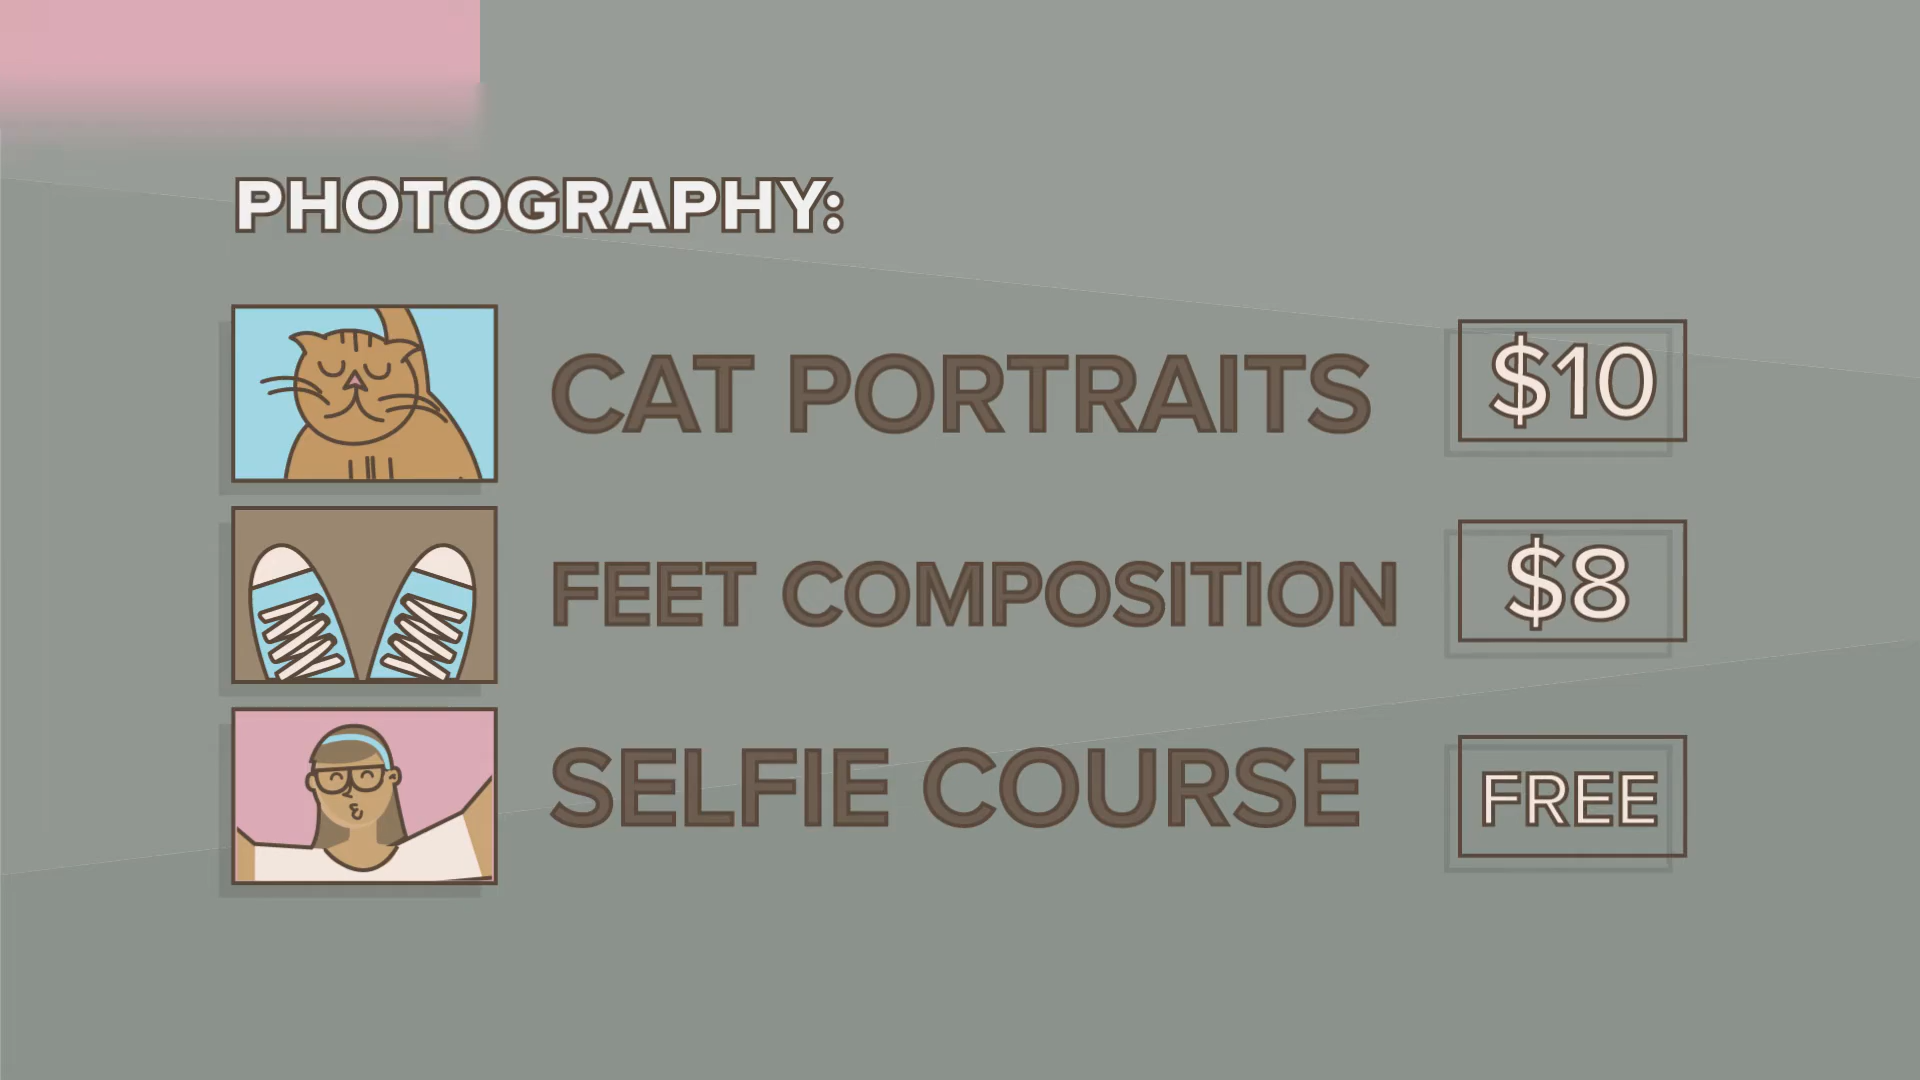 PHOTOGRAPHY:
CAT PORTRAITS $10
FEET COMPOSITION $8
SELFIE COURSE FREE